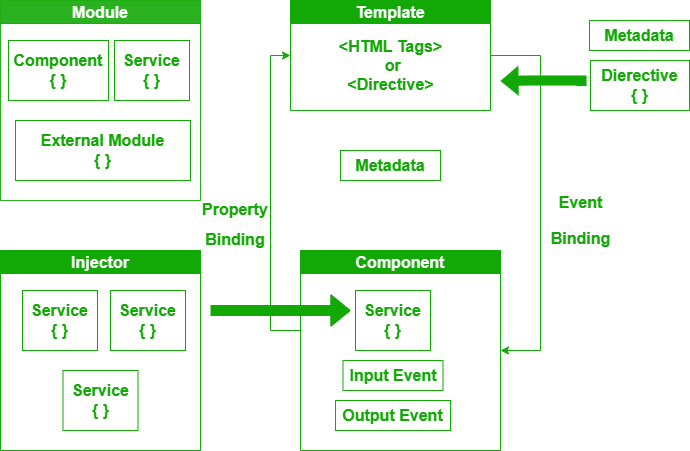 Module
Component
{ }
Service
{ }
External Module
{ }
Template
<HTML Tags>
or
<Directive>
Metadata
Dierective
{ }
Metadata
Property
Binding
Event
Binding
Injector
Service
{ }
Service
{ }
Service
{ }
Component
Service
{ }
Input Event
Output Event